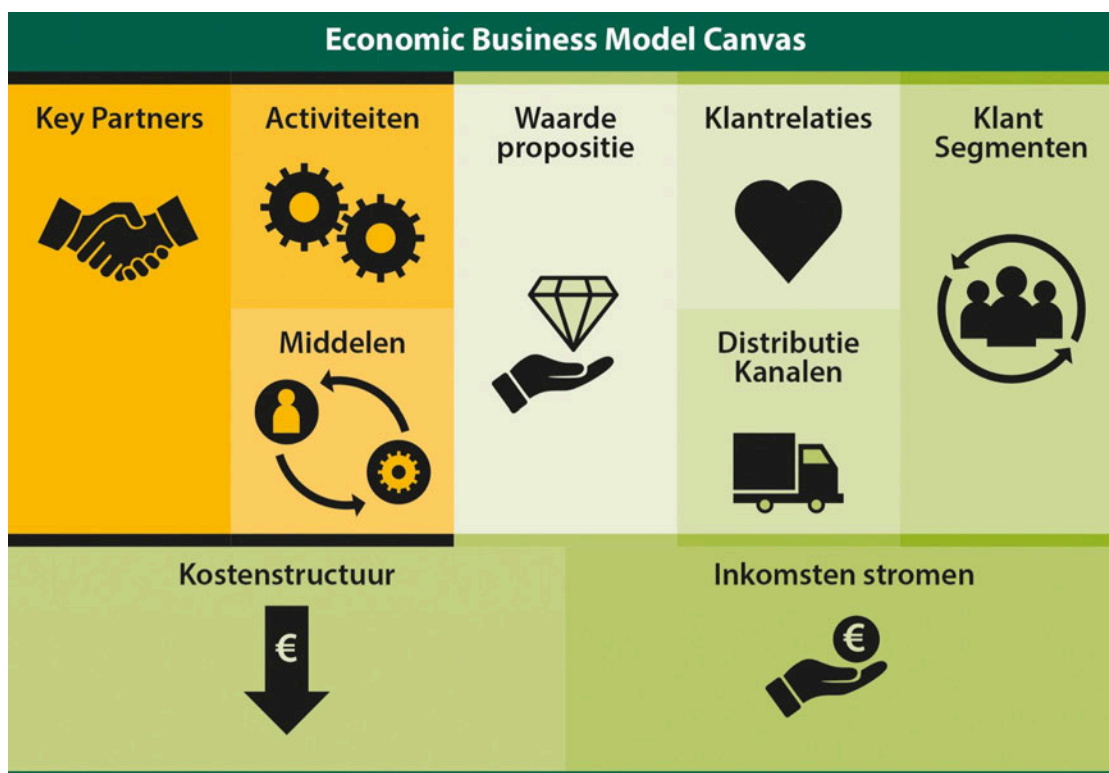 Economic Business Model Canvas
Key Partners
Activiteiten
Middelen
Waarde
propositie
Klantrelaties
Distributie
Kanalen
Klant
Segmenten
Kostenstructuur
€
Inkomsten stromen
€